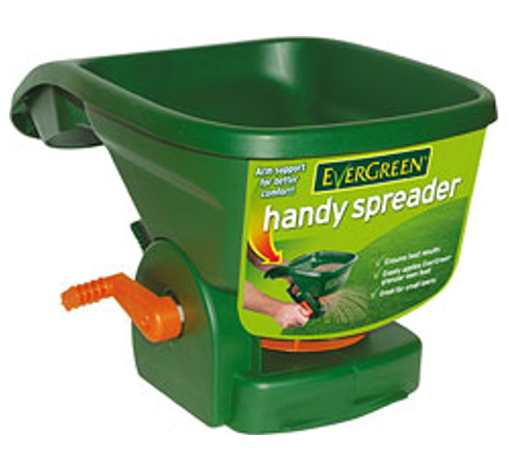 Arm support
for better
comfort!
EVERGREEN®
handy spreader
✓ Ensures best results
✓ Easily applies EverGreen
granular lawn feed
✓ Great for small lawns